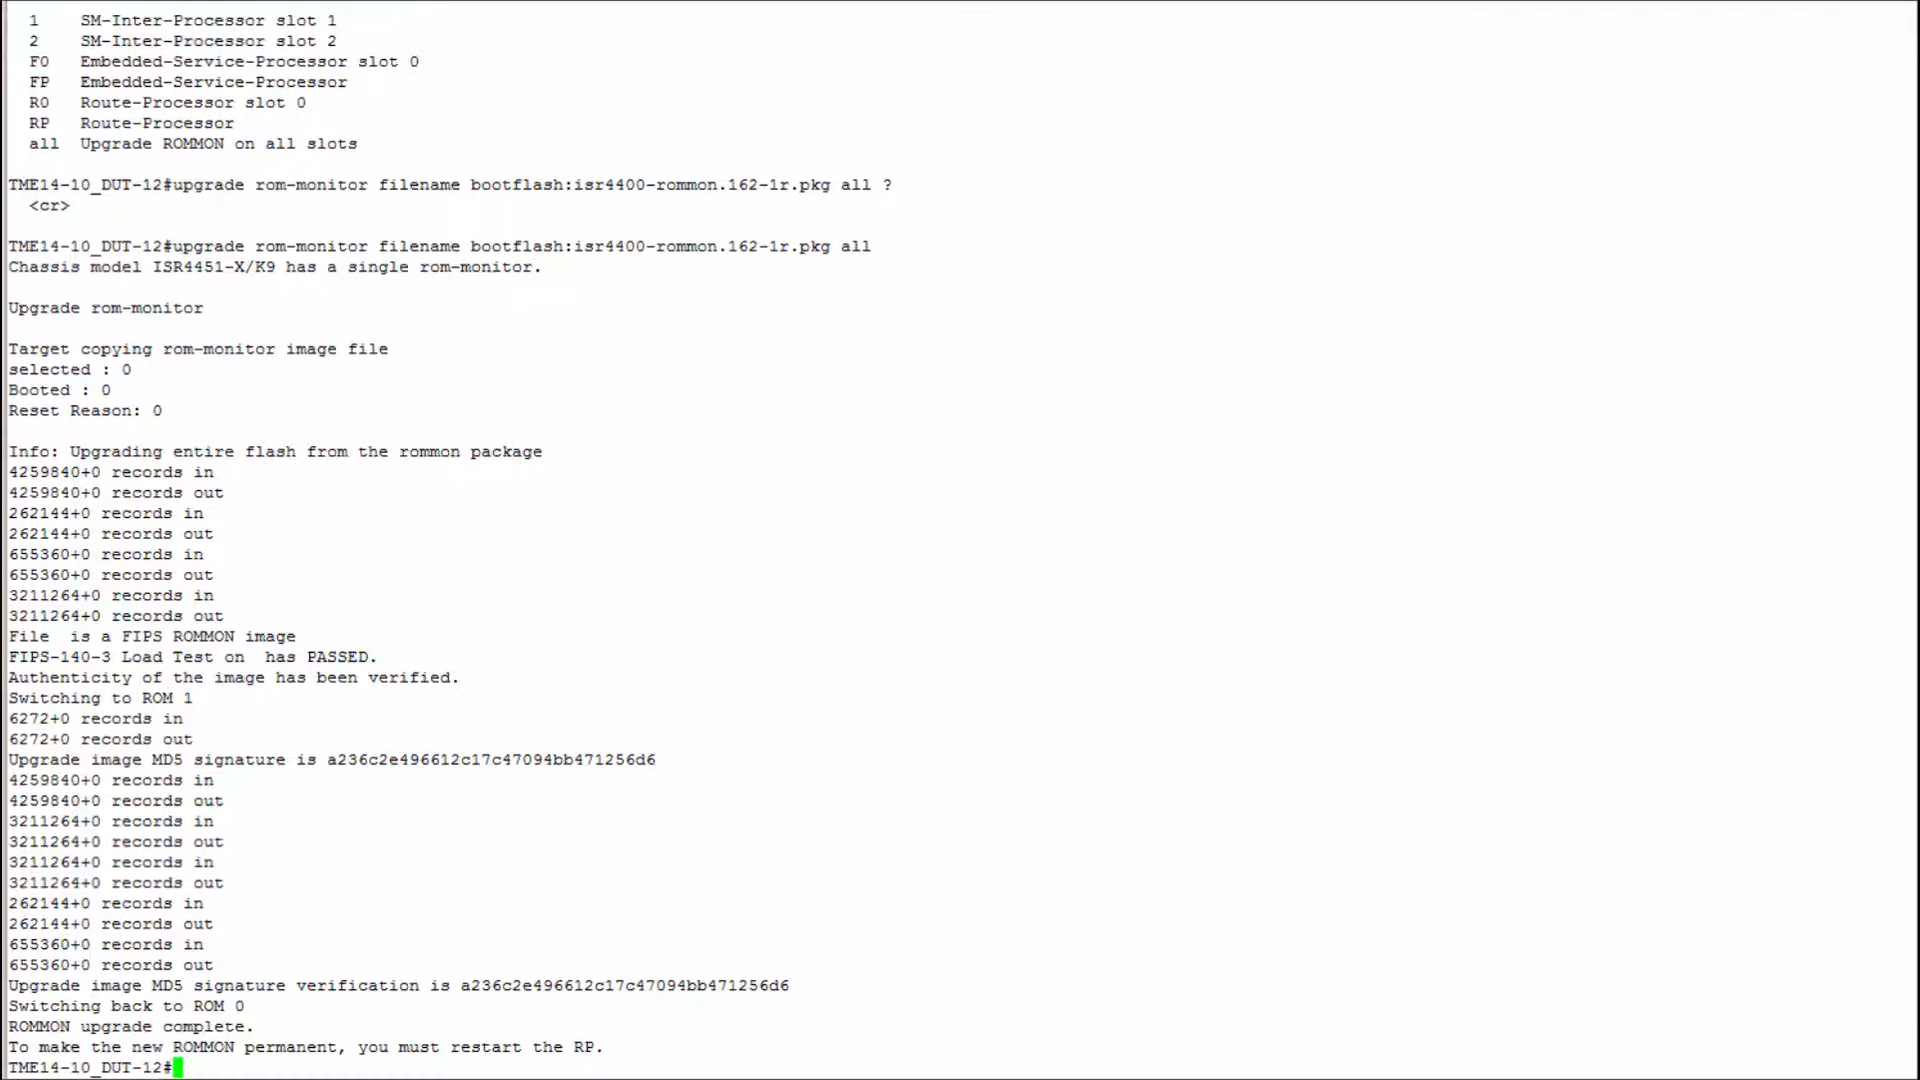 1    SM-Inter-Processor slot 1
2    SM-Inter-Processor slot 2
F0   Embedded-Service-Processor slot 0
FP   Embedded-Service-Processor
R0   Route-Processor slot 0
RP   Route-Processor
all  Upgrade ROMMON on all slots
TME14-10_DUT-12#upgrade rom-monitor filename bootflash:isr4400-rommon.162-1r.pkg all ?
<cr>
TME14-10_DUT-12#upgrade rom-monitor filename bootflash:isr4400-rommon.162-1r.pkg all
Chassis model ISR4451-X/K9 has a single rom-monitor.
Upgrade rom-monitor
Target copying rom-monitor image file
selected : 0
Booted : 0
Reset Reason: 0
Info: Upgrading entire flash from the rommon package
4259840+0 records in
4259840+0 records out
262144+0 records in
262144+0 records out
655360+0 records in
655360+0 records out
3211264+0 records in
3211264+0 records out
File  is a FIPS ROMMON image
FIPS-140-3 Load Test on  has PASSED.
Authenticity of the image has been verified.
Switching to ROM 1
6272+0 records in
6272+0 records out
Upgrade image MD5 signature is a236c2e496612c17c47094bb471256d6
4259840+0 records in
4259840+0 records out
3211264+0 records in
3211264+0 records out
3211264+0 records in
3211264+0 records out
262144+0 records in
262144+0 records out
655360+0 records in
655360+0 records out
Upgrade image MD5 signature verification is a236c2e496612c17c47094bb471256d6
Switching back to ROM 0
ROMMON upgrade complete.
To make the new ROMMON permanent, you must restart the RP.
TME14-10_DUT-12#